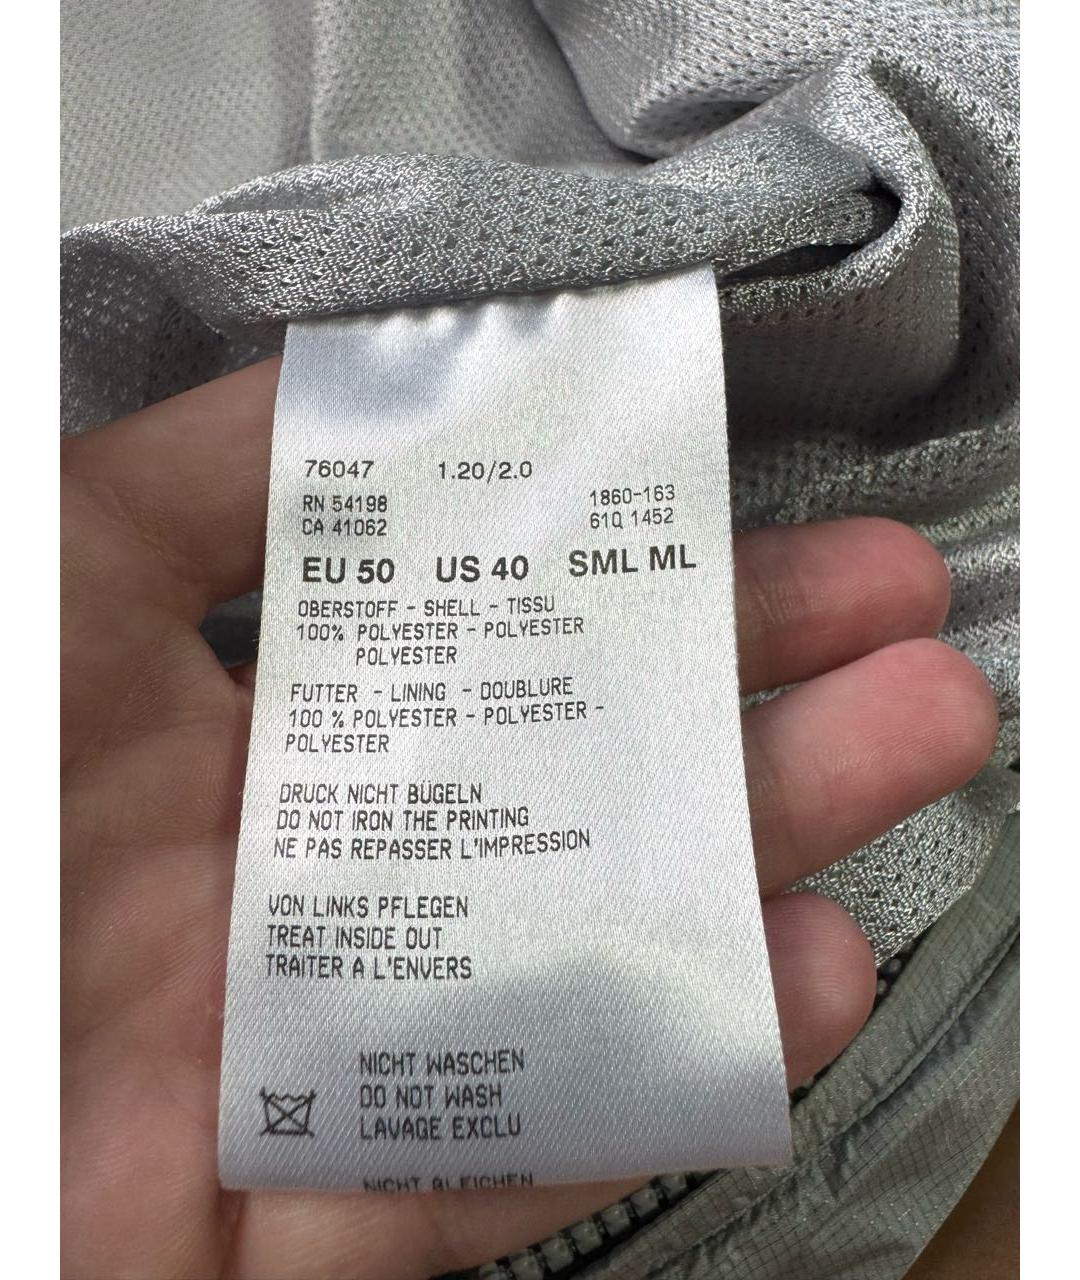 76047 1.20/2.0
RN 54198 1860-163
CA 41062 61Q 1452
EU 50 US 40 SML ML
OBERSTOFF - SHELL - TISSU
100% POLYESTER - POLYESTER
POLYESTER
FUTTER - LINING - DOUBLURE
100 % POLYESTER - POLYESTER -
POLYESTER
DRUCK NICHT BÜGELN
DO NOT IRON THE PRINTING
NE PAS REPASSER L'IMPRESSION
VON LINKS PFLEGEN
TREAT INSIDE OUT
TRAITER A L'ENVERS
NICHT WASCHEN
DO NOT WASH
LAVAGE EXCLU
NICHT BLEICHEN